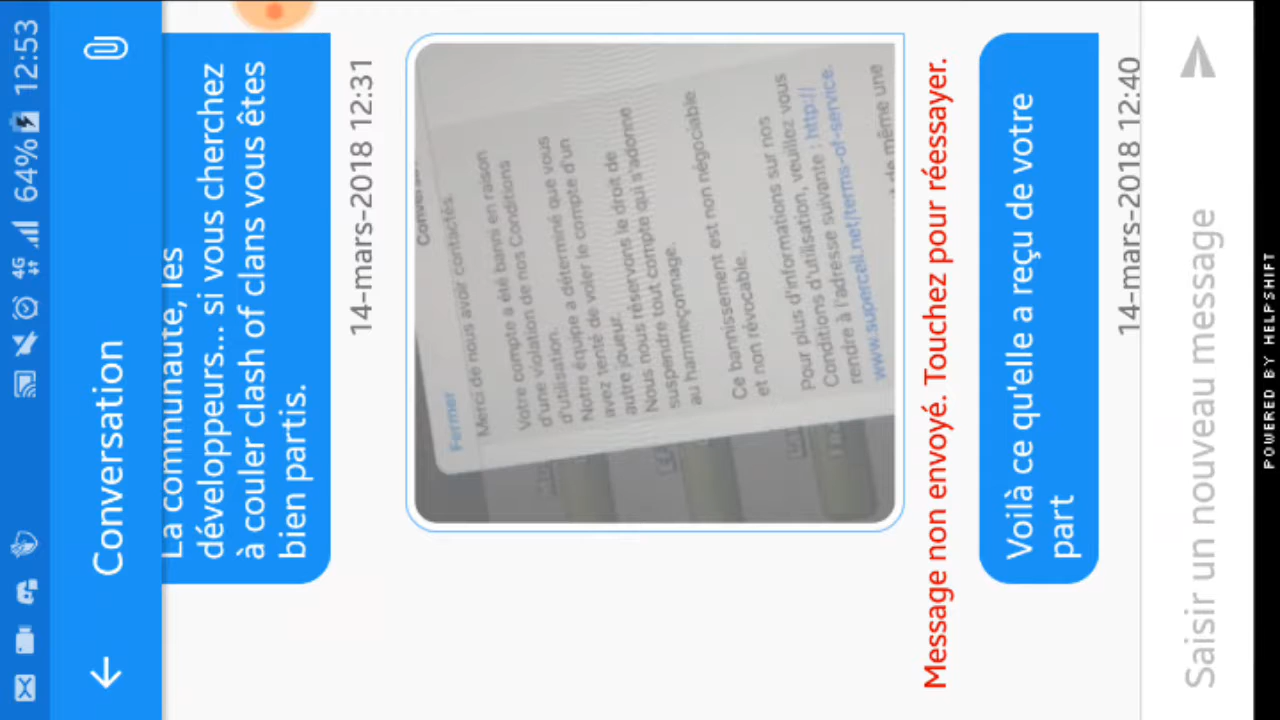 4G 64% 12:53
Conversation
La communauté, les
développeurs... si vous cherchez
à couler clash of clans vous êtes
bien partis.
14-mars-2018 12:31
Fermer
Merci de nous avoir contactés.
Votre compte a été banni en raison
d'une violation de nos Conditions
d'utilisation.
Notre équipe a déterminé que vous
avez tenté de voler le compte d'un
autre joueur.
Nous nous réservons le droit de
suspendre tout compte qui s'adonne
au hammeçonnage.
Ce bannissement est non négociable
et non révocable.
Pour plus d'informations sur nos
Conditions d'utilisation, veuillez vous
rendre à l'adresse suivante : http://
www.supercell.net/terms-of-service.
de même une
Message non envoyé. Touchez pour réessayer.
Voilà ce qu'elle a reçu de votre
part
14-mars-2018 12:40
Saisir un nouveau message
POWERED BY HELPSHIFT